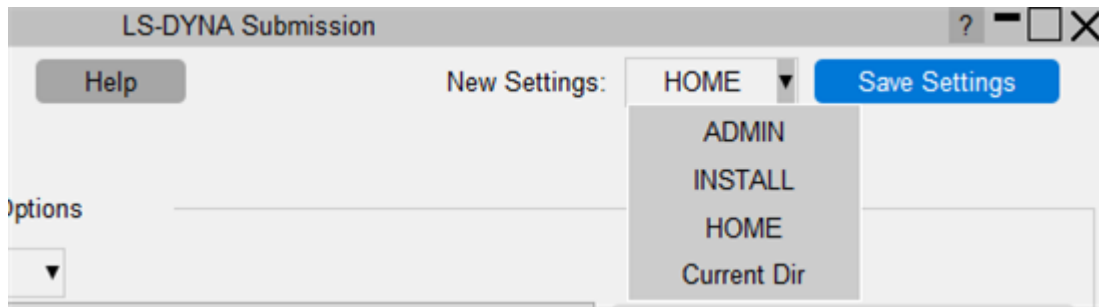 LS-DYNA Submission ?
Help New Settings: HOME Save Settings
ADMIN
INSTALL
ptions
HOME
Current Dir